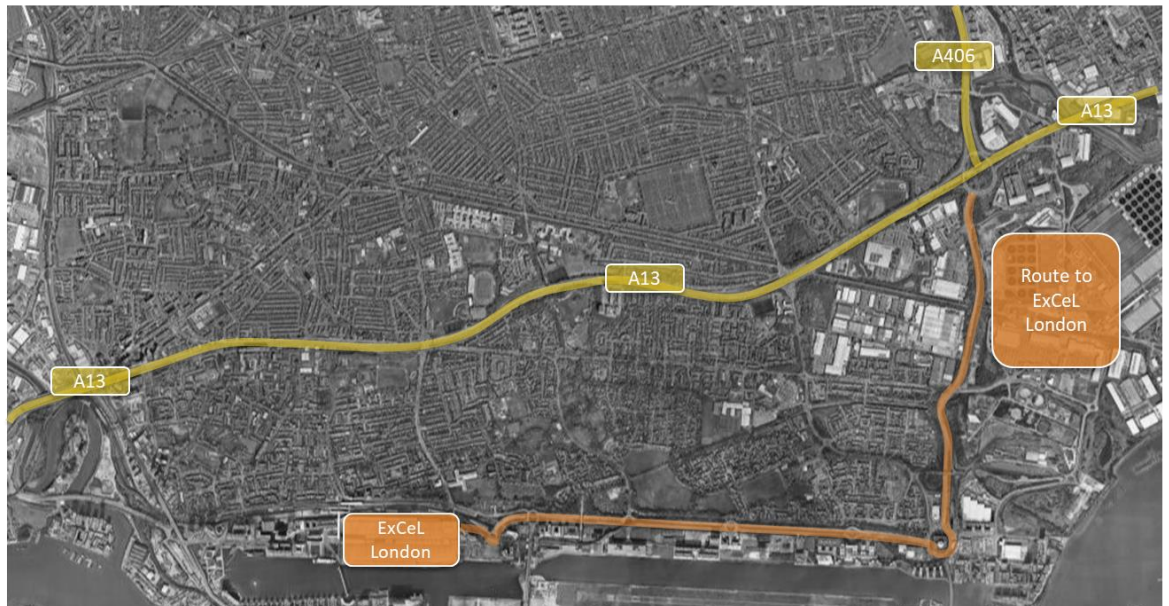 A406
A13
Route to
ExCeL
London
A13
A13
ExCeL
London